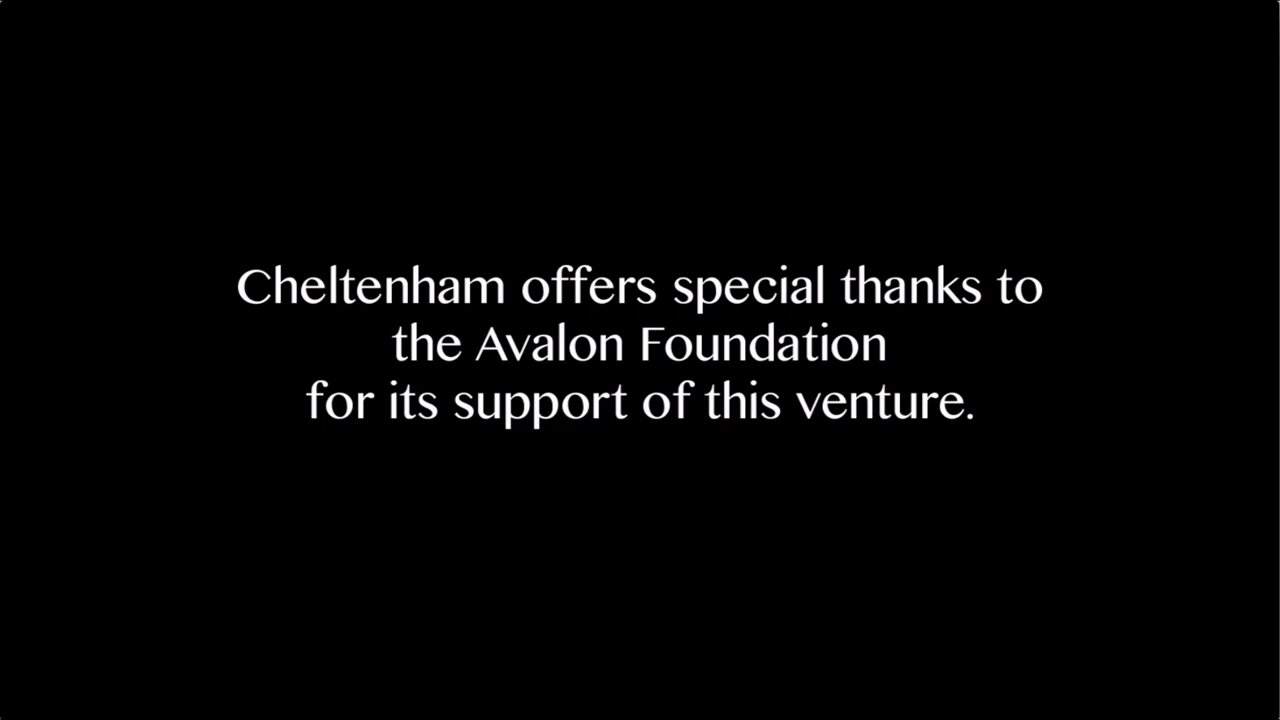 Cheltenham offers special thanks to
the Avalon Foundation
for its support of this venture.